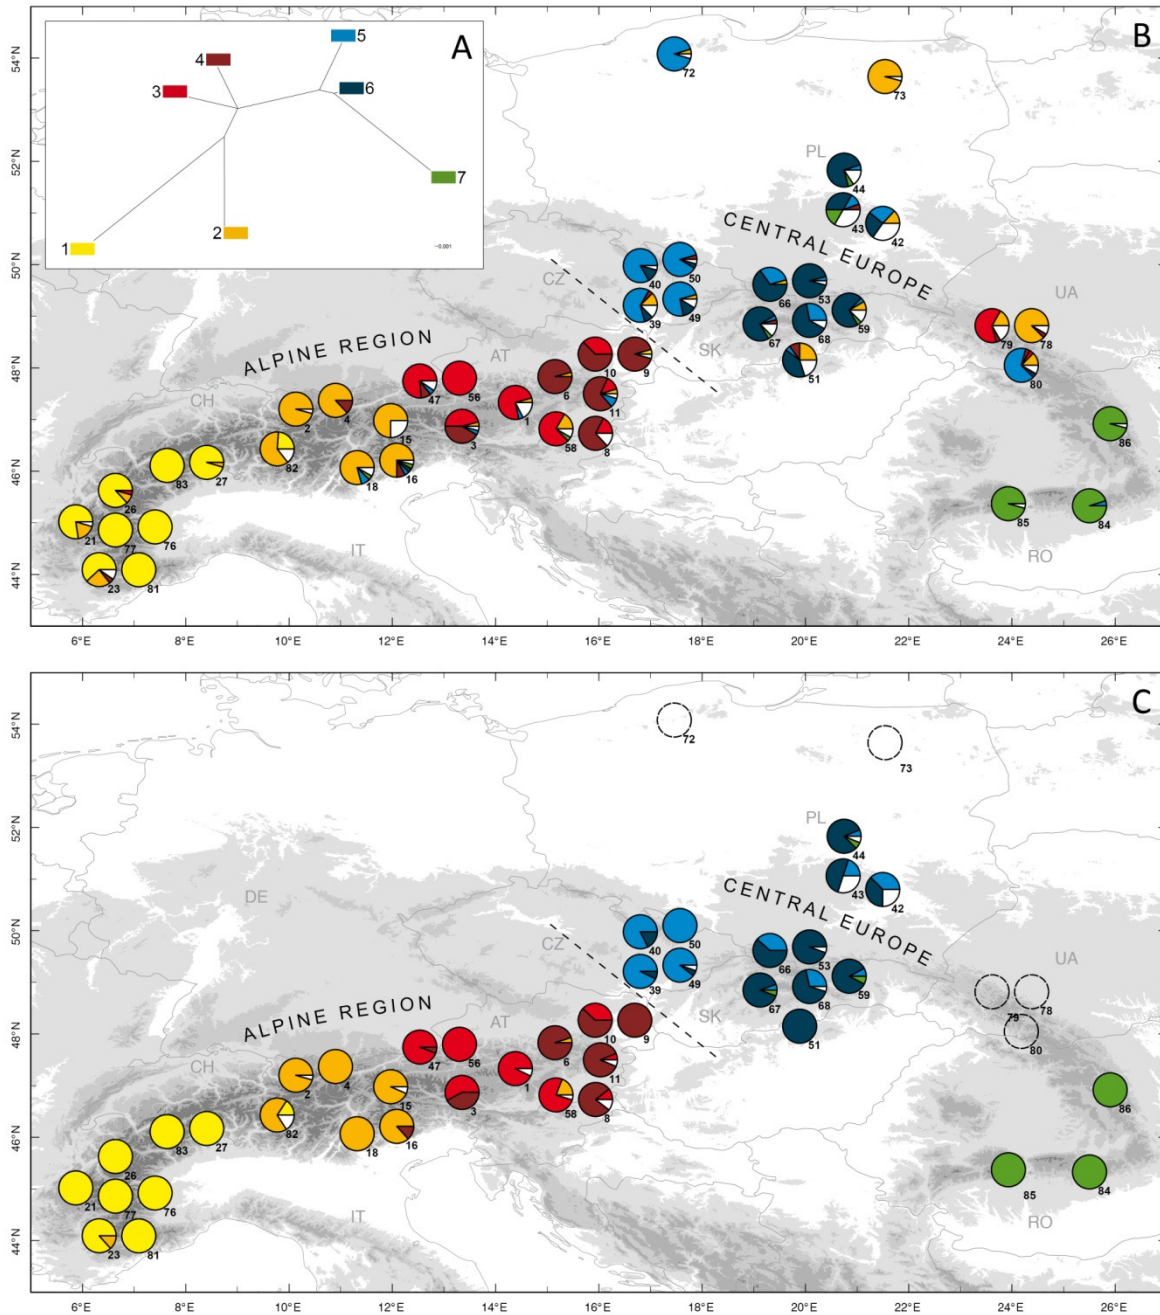 A
5
4
3
6
7
2
1
~0.001
B
54°N
52°N
50°N
48°N
46°N
44°N
72
73
PL
44
43
42
CENTRAL EUROPE
CZ
40
50
39
49
66
53
59
67
68
51
SK
UA
79
78
80
86
85
84
RO
ALPINE REGION
AT
CH
IT
10
9
6
11
47
56
1
3
58
8
2
4
15
82
18
16
83
27
26
21
77
76
23
81
6°E
8°E
10°E
12°E
14°E
16°E
18°E
20°E
22°E
24°E
26°E
C
54°N
52°N
50°N
48°N
46°N
44°N
72
73
PL
44
43
42
DE
CENTRAL EUROPE
CZ
40
50
39
49
66
53
59
67
68
51
SK
UA
79
78
80
86
85
84
RO
ALPINE REGION
AT
CH
IT
10
9
6
11
47
56
1
3
58
8
2
4
15
82
18
16
83
27
26
21
77
76
23
81
6°E
8°E
10°E
12°E
14°E
16°E
18°E
20°E
22°E
24°E
26°E